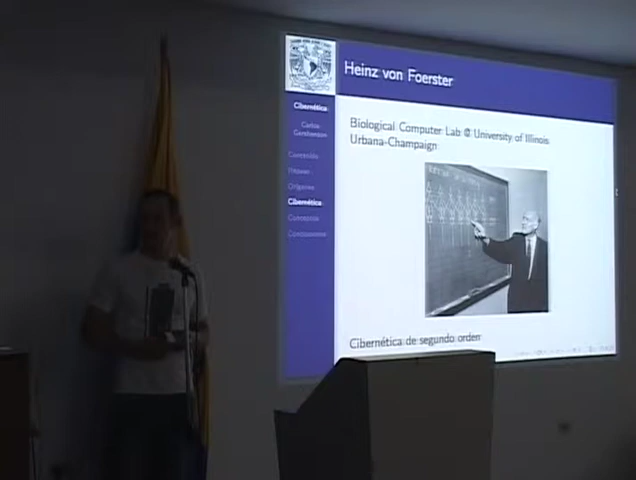 Heinz von Foerster
Cibernética
Carlos
Gershenson
Contenido
Orígenes
Cibernética
Conceptos
Conclusiones
Biological Computer Lab @ University of Illinois
Urbana-Champaign
Cibernética de segundo orden